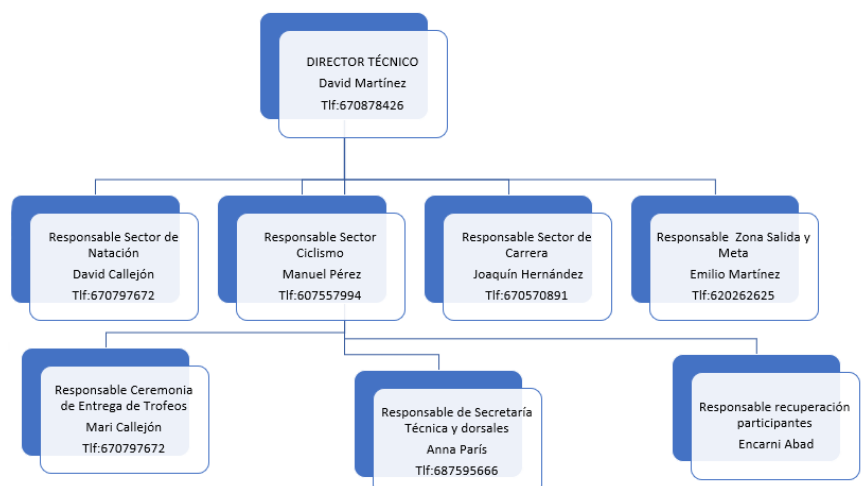 DIRECTOR TÉCNICO
David Martínez
Tlf:670878426
Responsable Sector de
Natación
David Callejón
Tlf:670797672
Responsable Sector
Ciclismo
Manuel Pérez
Tlf:607557994
Responsable Sector de
Carrera
Joaquín Hernández
Tlf:670570891
Responsable Zona Salida y
Meta
Emilio Martínez
Tlf:620262625
Responsable Ceremonia
de Entrega de Trofeos
Mari Callejón
Tlf:670797672
Responsable de Secretaría
Técnica y dorsales
Anna París
Tlf:687595666
Responsable recuperación
participantes
Encarni Abad